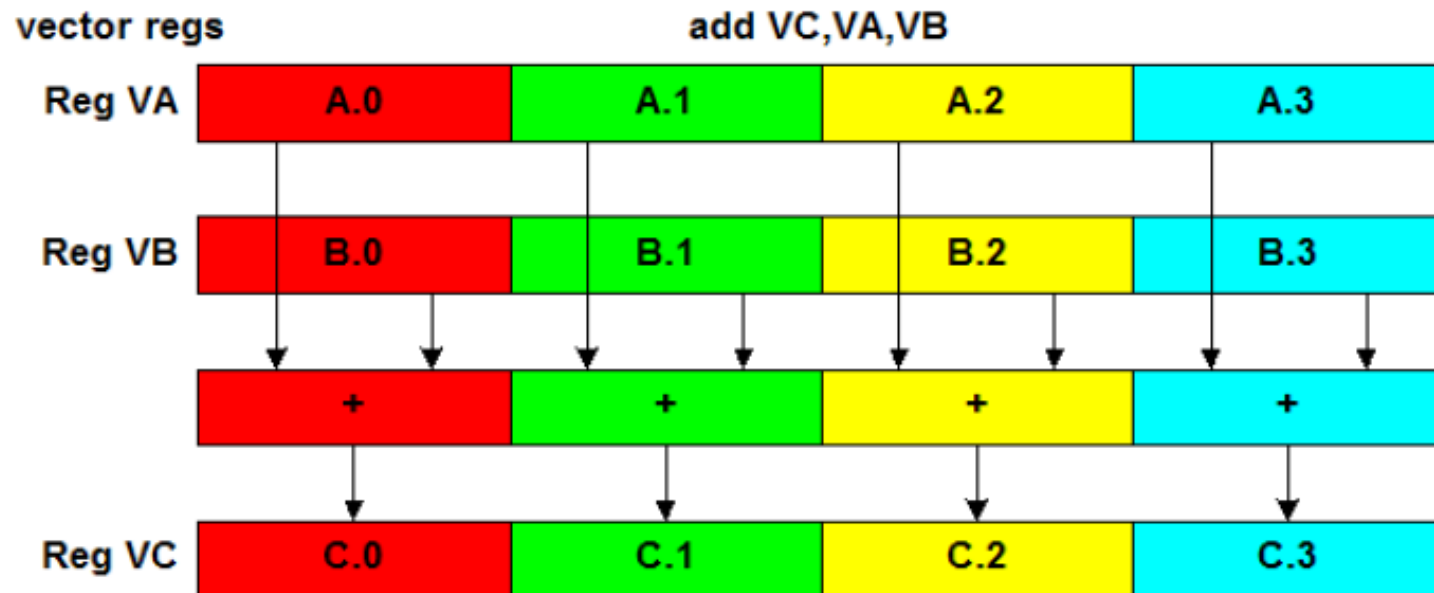 vector regs add VC,VA,VB
Reg VA A.0 A.1 A.2 A.3
Reg VB B.0 B.1 B.2 B.3
+ + + +
Reg VC C.0 C.1 C.2 C.3